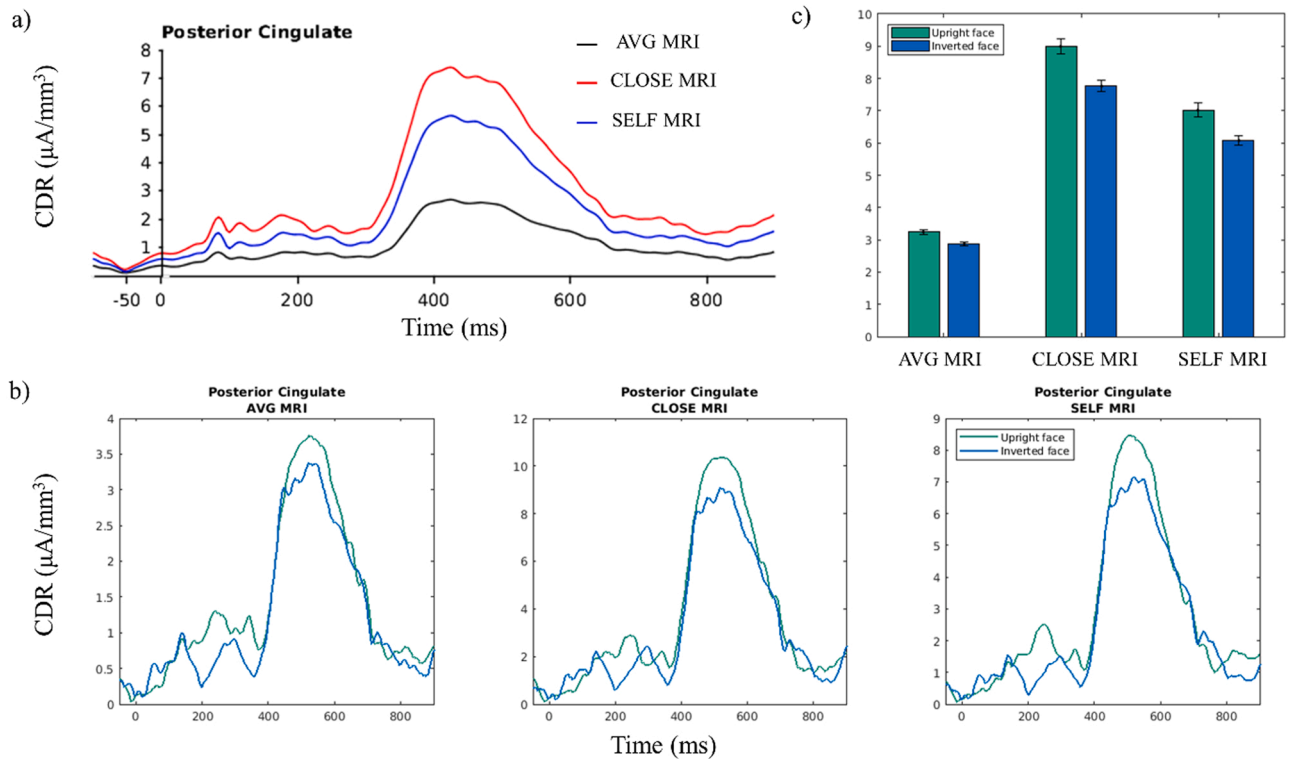 a)
Posterior Cingulate
CDR (µA/mm³)
8
7
6
5
4
3
2
1
-50 0 200 400 600 800
Time (ms)
AVG MRI
CLOSE MRI
SELF MRI
c)
Upright face
Inverted face
10
9
8
7
6
5
4
3
2
1
0
AVG MRI CLOSE MRI SELF MRI
b)
CDR (µA/mm³)
Posterior Cingulate
AVG MRI
4
3.5
3
2.5
2
1.5
1
0.5
0
0 200 400 600 800
Posterior Cingulate
CLOSE MRI
12
10
8
6
4
2
0
0 200 400 600 800
Posterior Cingulate
SELF MRI
Upright face
Inverted face
9
8
7
6
5
4
3
2
1
0
0 200 400 600 800
Time (ms)